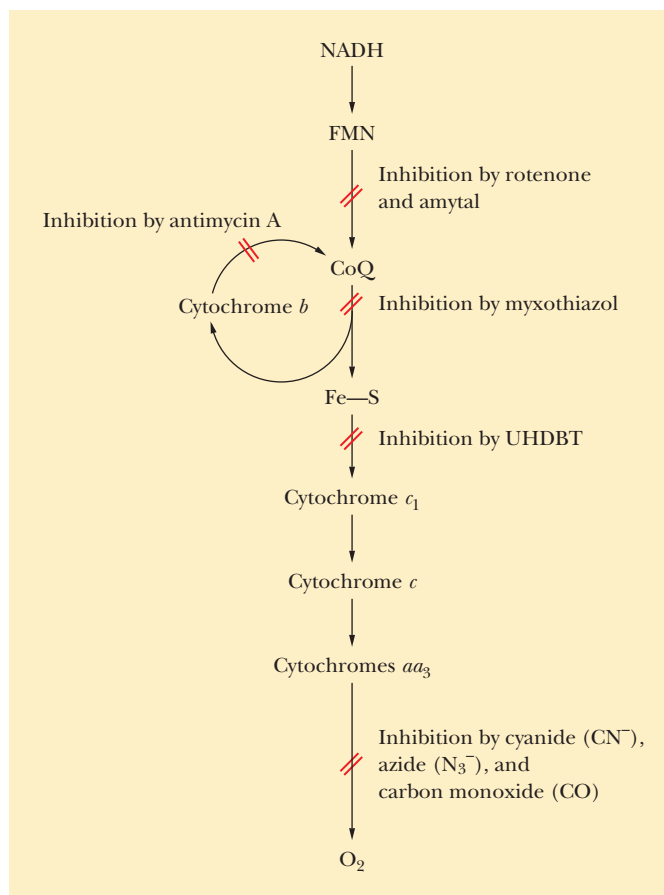 NADH
FMN
Inhibition by rotenone
and amytal
Inhibition by antimycin A
CoQ
Cytochrome b
Inhibition by myxothiazol
Fe—S
Inhibition by UHDBT
Cytochrome c₁
Cytochrome c
Cytochromes aa₃
Inhibition by cyanide (CN⁻),
azide (N₃⁻), and
carbon monoxide (CO)
O₂